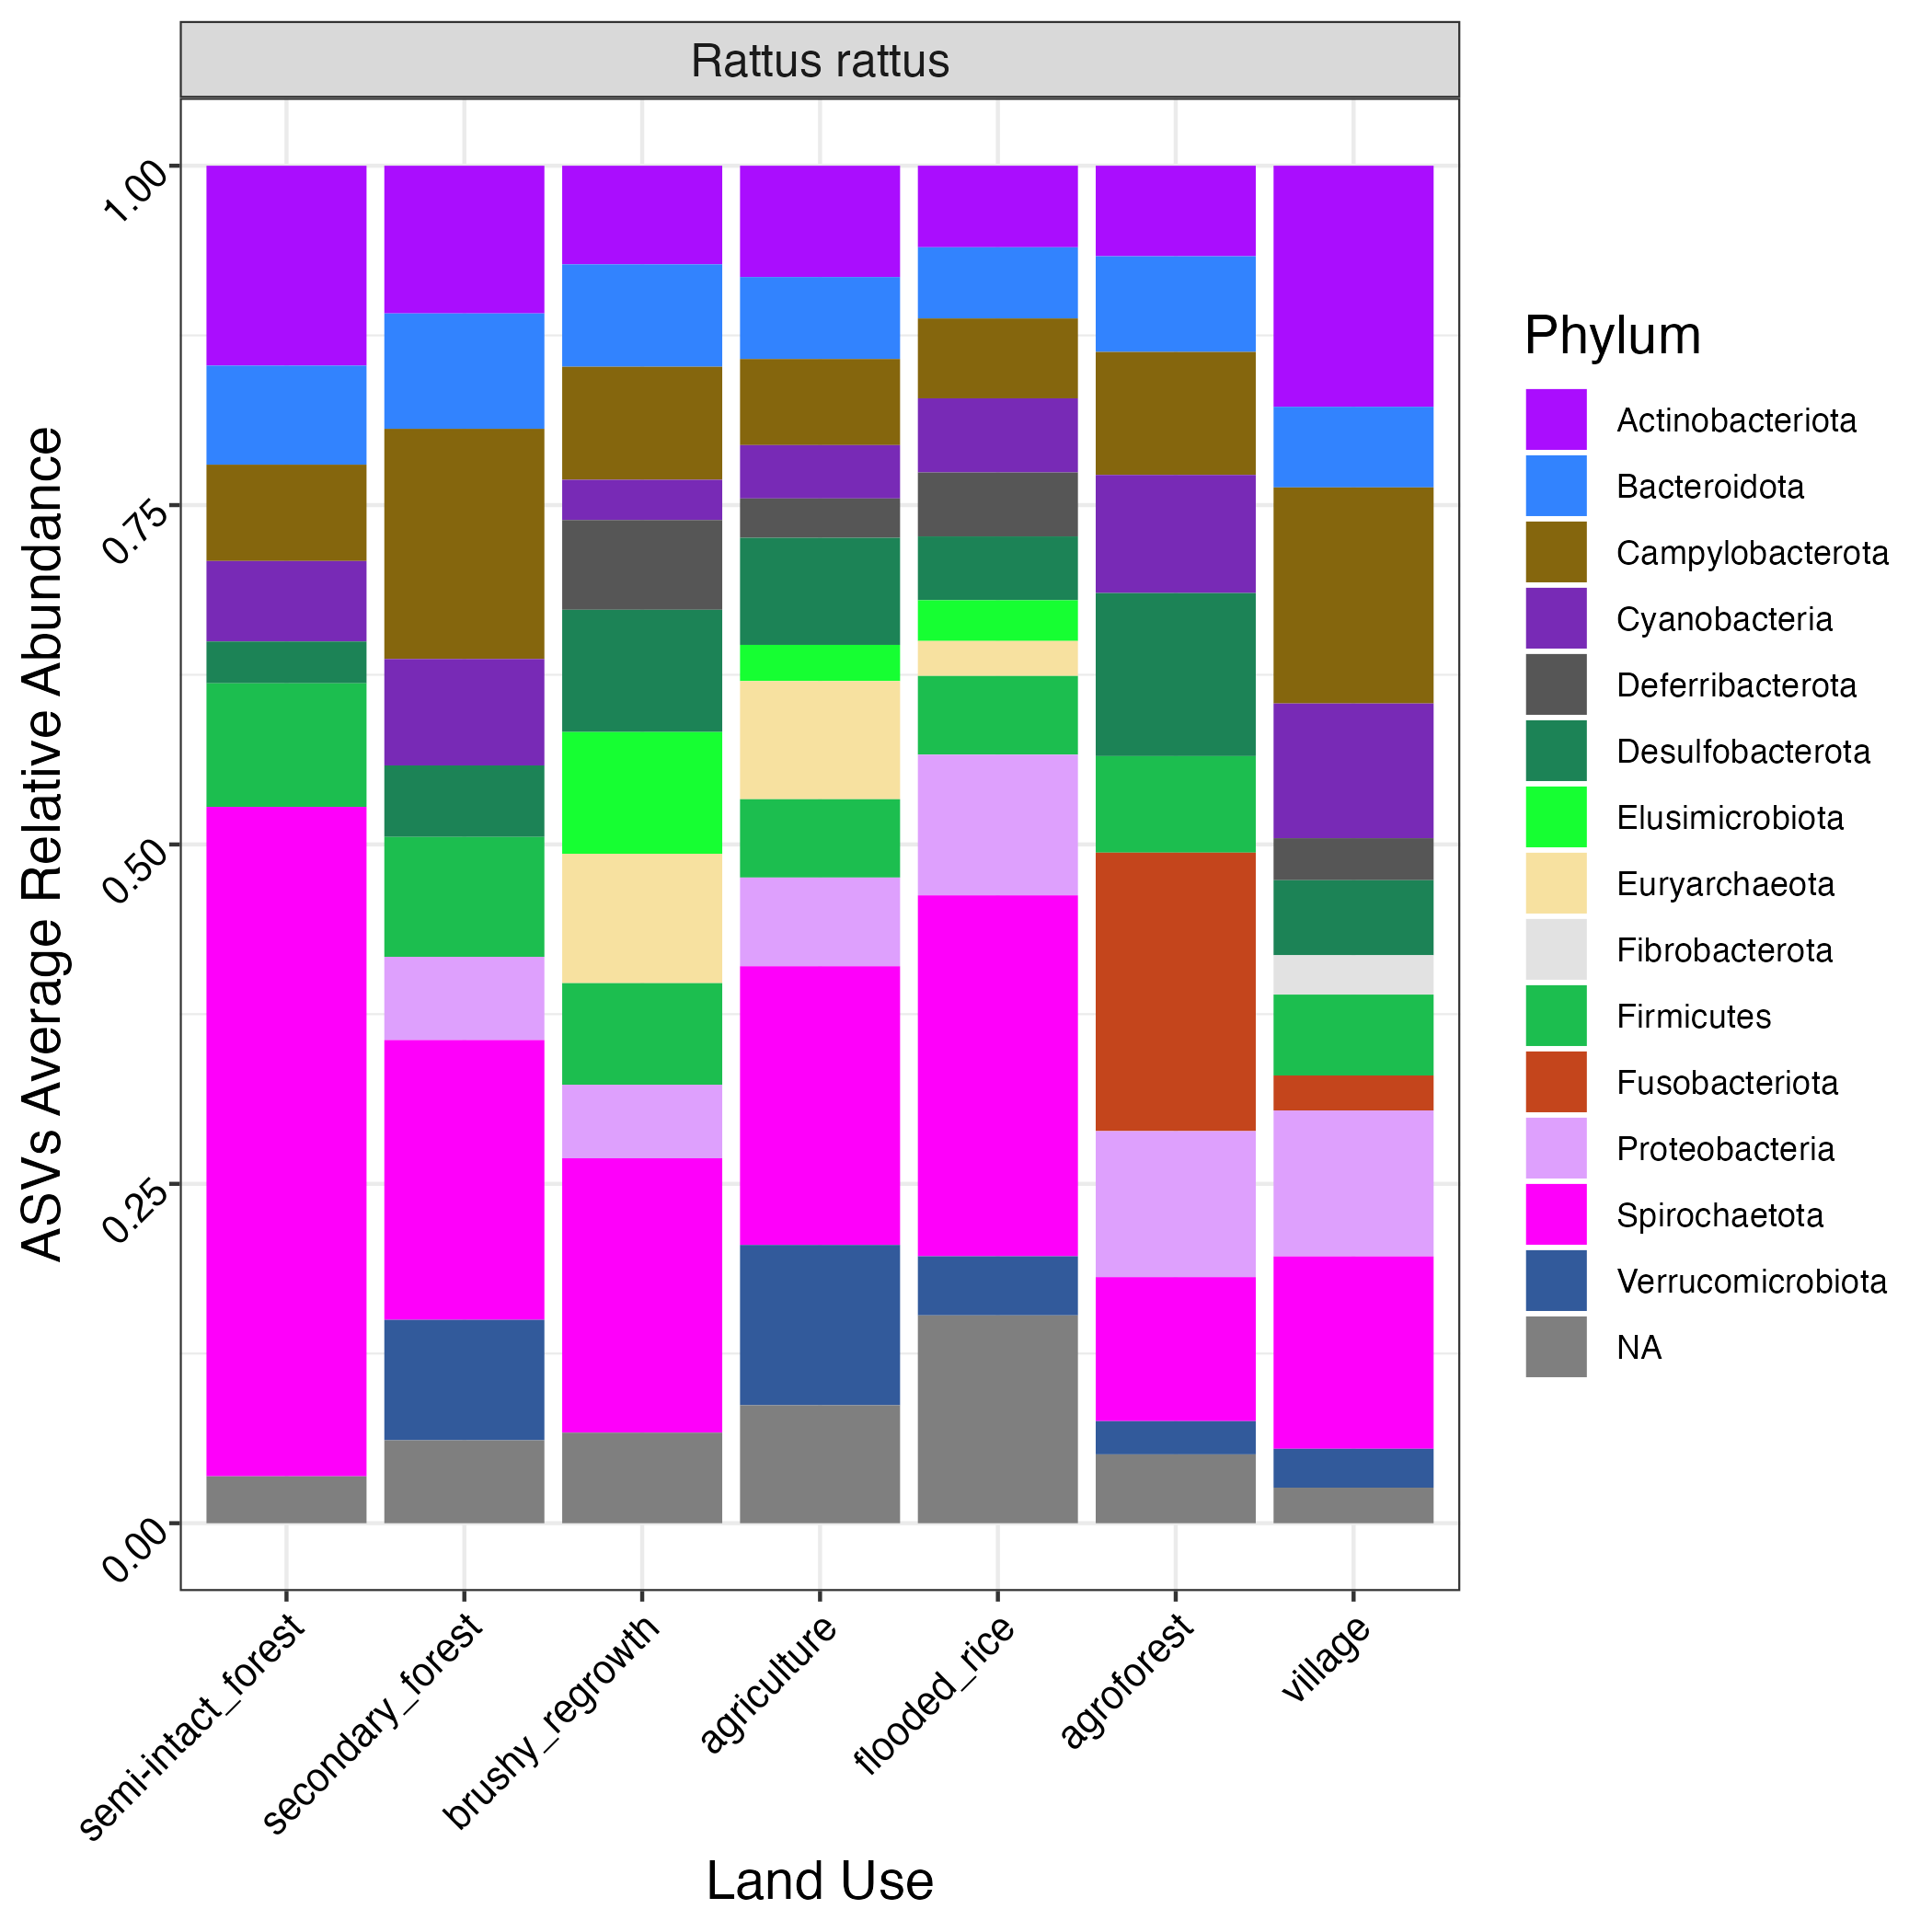 Rattus rattus
ASVs Average Relative Abundance
1.00
0.75
0.50
0.25
0.00
semi-intact_forest
secondary_forest
brushy_regrowth
agriculture
flooded_rice
agroforest
village
Land Use
Phylum
Actinobacteriota
Bacteroidota
Campylobacterota
Cyanobacteria
Deferribacterota
Desulfobacterota
Elusimicrobiota
Euryarchaeota
Fibrobacterota
Firmicutes
Fusobacteriota
Proteobacteria
Spirochaetota
Verrucomicrobiota
NA